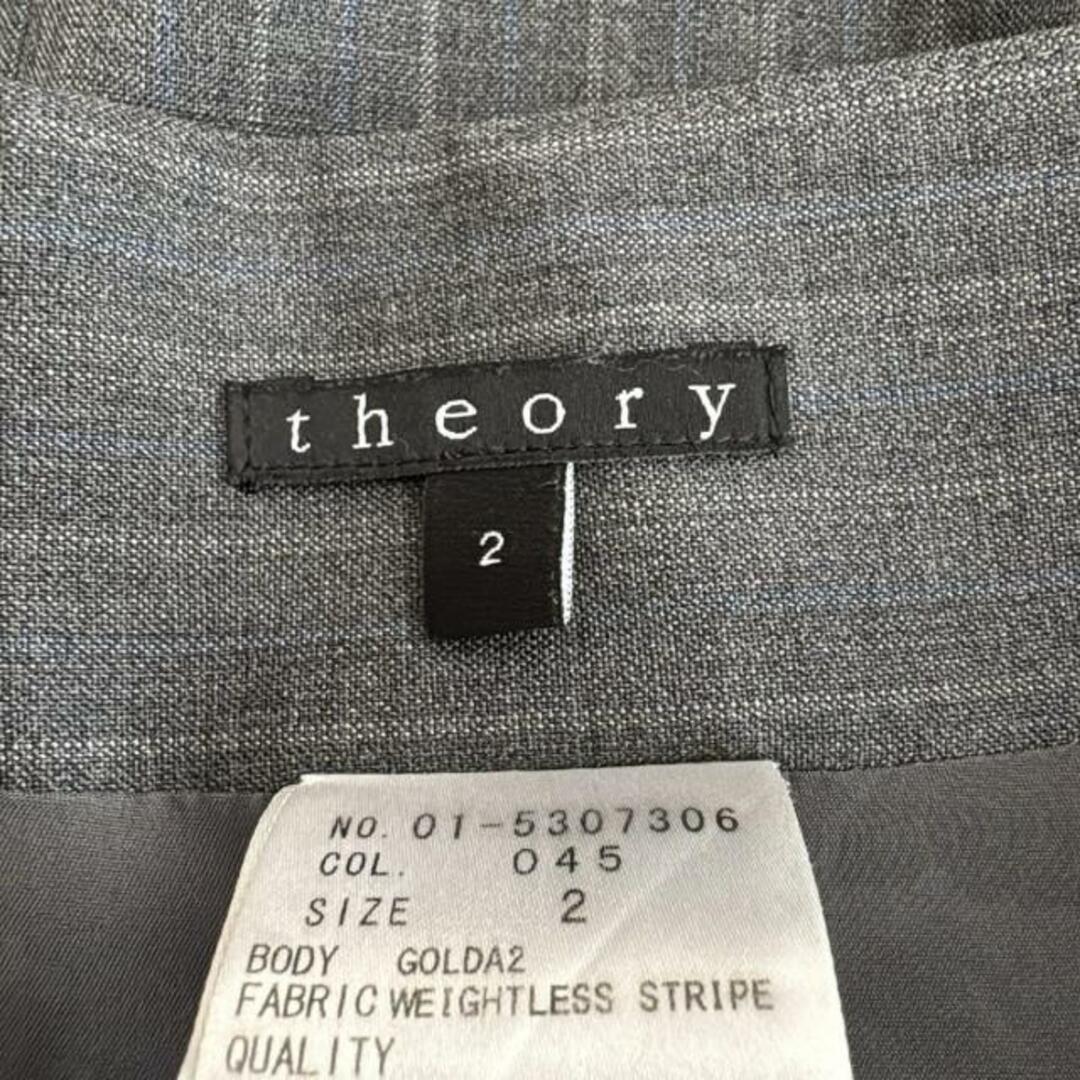 theory
2
NO. 01-5307306
COL. 045
SIZE 2
BODY GOLDA2
FABRIC WEIGHTLESS STRIPE
QUALITY